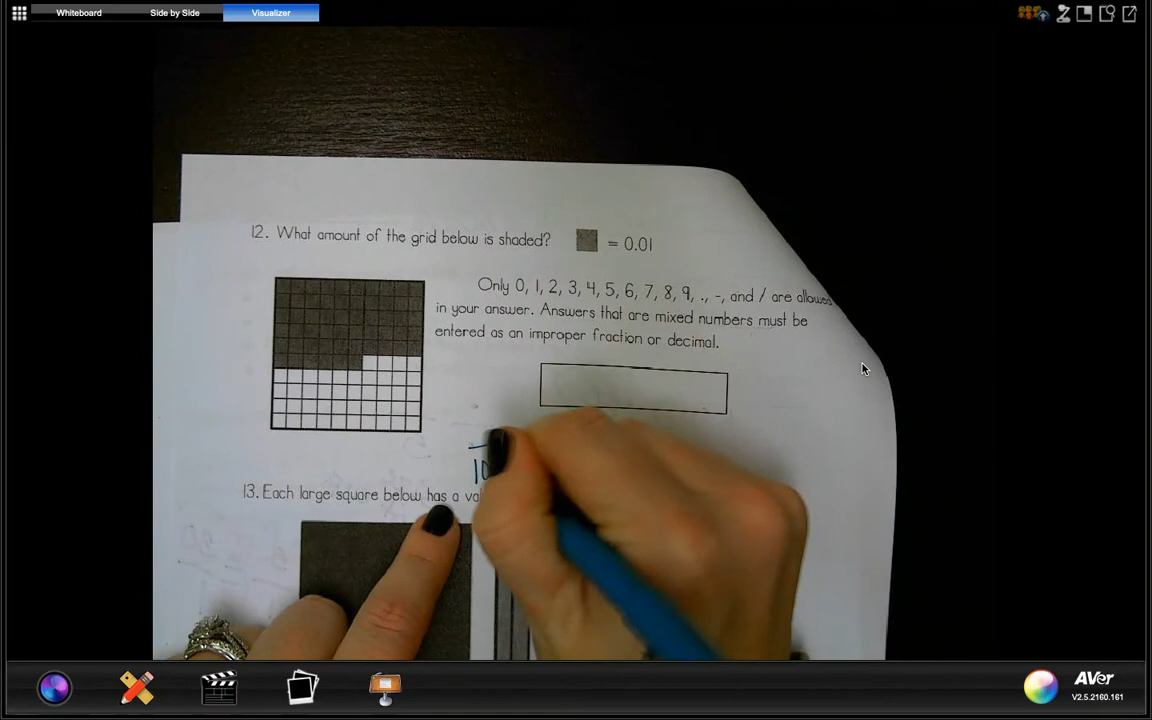 Whiteboard
Side by Side
Visualizer
12. What amount of the grid below is shaded? = 0.01
Only 0, 1, 2, 3, 4, 5, 6, 7, 8, 9, ., -, and / are allowed
in your answer. Answers that are mixed numbers must be
entered as an improper fraction or decimal.
10
13. Each large square below has a
AVer
V2.5.2160.161